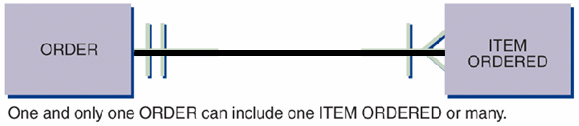 ORDER
ITEM
ORDERED
One and only one ORDER can include one ITEM ORDERED or many.